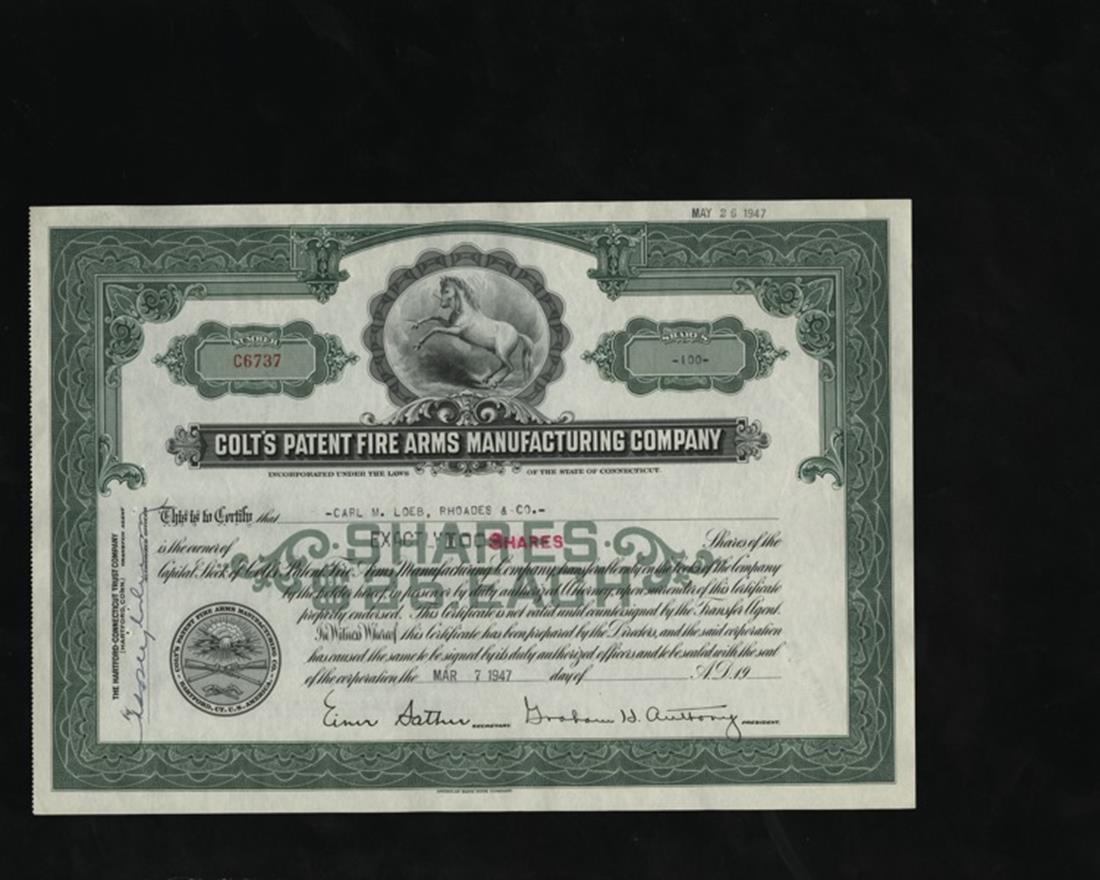 MAY 26 1947
NUMBER
C6737
SHARES
-100-
COLT'S PATENT FIRE ARMS MANUFACTURING COMPANY
INCORPORATED UNDER THE LAWS OF THE STATE OF CONNECTICUT.
This is to Certify that -CARL M. LOEB, RHOADES & CO.-
is the owner of EXACTLY 100 SHARES Shares of the
SHARES
EACH
Capital Stock of Colt's Patent Fire Arms Manufacturing Company, transferable only on the books of the Company
by the holder hereof, in person or by duly authorized Attorney, upon surrender of this Certificate
properly endorsed. This Certificate is not valid until countersigned by the Transfer Agent.
In Witness Whereof this Certificate has been prepared by the Directors, and the said corporation
has caused the same to be signed by its duly authorized officers and to be sealed with the seal
of the corporation, the MAR 7 1947 day of A.D. 19
Einer Sather SECRETARY. Graham H. Anthony PRESIDENT.
THE HARTFORD-CONNECTICUT TRUST COMPANY
(HARTFORD, CONN.) TRANSFER AGENT
COLT'S PATENT FIRE ARMS MANUFACTURING CO.
HARTFORD, CT. U.S. AMERICA.
AMERICAN BANK NOTE COMPANY.